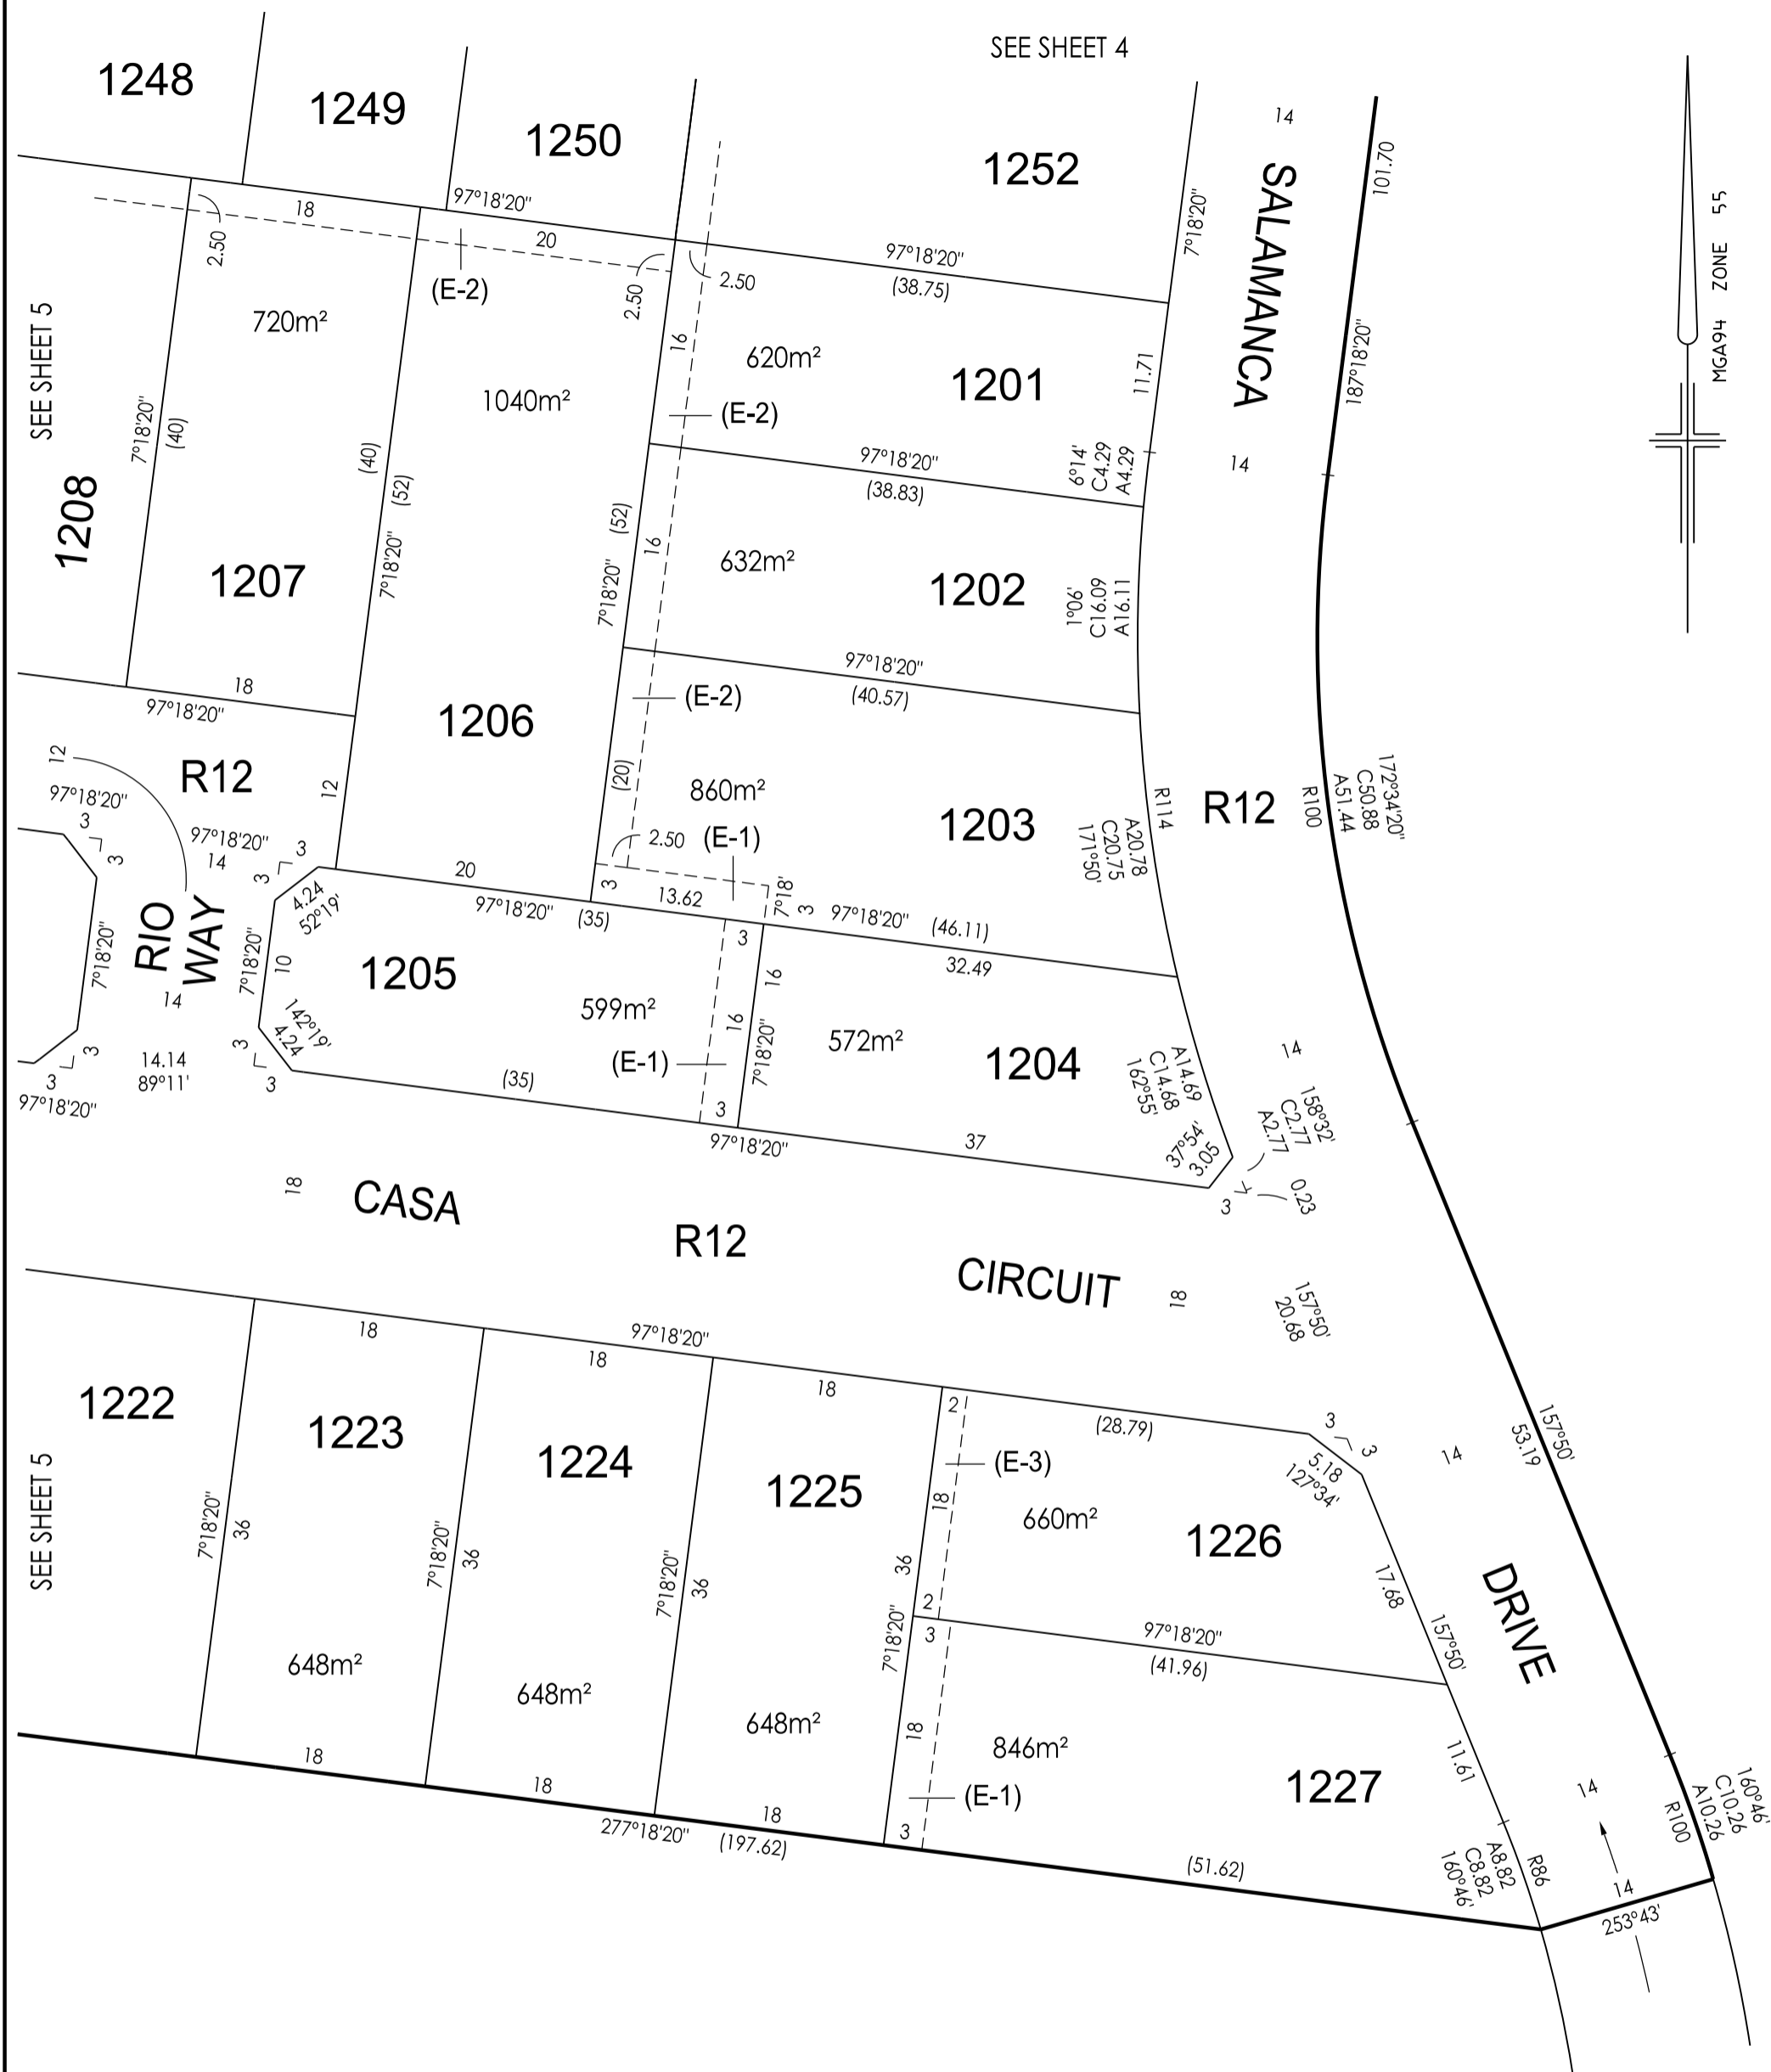 SEE SHEET 4
1248
1249
1250
1252
14
SALAMANCA
101.70
187°18'20"
7°18'20"
MGA94 ZONE 55
18
97°18'20"
20
2.50
(E-2)
2.50
2.50
97°18'20"
(38.75)
SEE SHEET 5
720m²
1040m²
16
620m²
1201
11.71
(E-2)
7°18'20"
(40)
(40)
(52)
7°18'20"
1208
1207
97°18'20"
(38.83)
6°14'
C4.29
A4.29
14
(52)
16
7°18'20"
632m²
1202
1°06'
C16.09
A16.11
18
97°18'20"
1206
97°18'20"
(40.57)
(E-2)
12
R12
12
97°18'20"
3
3
97°18'20"
14
3
3
(20)
860m²
1203
2.50
(E-1)
R114
A20.78
C20.75
171°50'
R12
R100
172°34'20"
C50.88
A51.44
4.24
52°19'
20
97°18'20"
(35)
3
13.62
7°18'
3
97°18'20"
(46.11)
32.49
RIO
WAY
7°18'20"
7°18'20"
10
14
1205
599m²
3
16
16
7°18'20"
(E-1)
572m²
1204
A14.69
C14.68
162°55'
142°19'
4.24
3
3
3
3
97°18'20"
14.14
89°11'
(35)
3
97°18'20"
37
37°54'
3.05
14
158°32'
C2.77
A2.77
0.23
3
18
CASA
R12
CIRCUIT
18
157°50'
20.68
18
97°18'20"
18
18
2
(28.79)
3
3
5.18
127°34'
14
157°50'
53.19
1222
1223
1224
1225
(E-3)
660m²
1226
SEE SHEET 5
7°18'20"
36
7°18'20"
36
7°18'20"
36
18
36
7°18'20"
2
3
17.68
157°50'
DRIVE
97°18'20"
(41.96)
648m²
648m²
648m²
18
846m²
1227
(E-1)
11.61
14
160°46'
C10.26
A10.26
R100
18
18
18
277°18'20"
(197.62)
3
(51.62)
R86
A8.82
C8.82
160°46'
14
253°43'